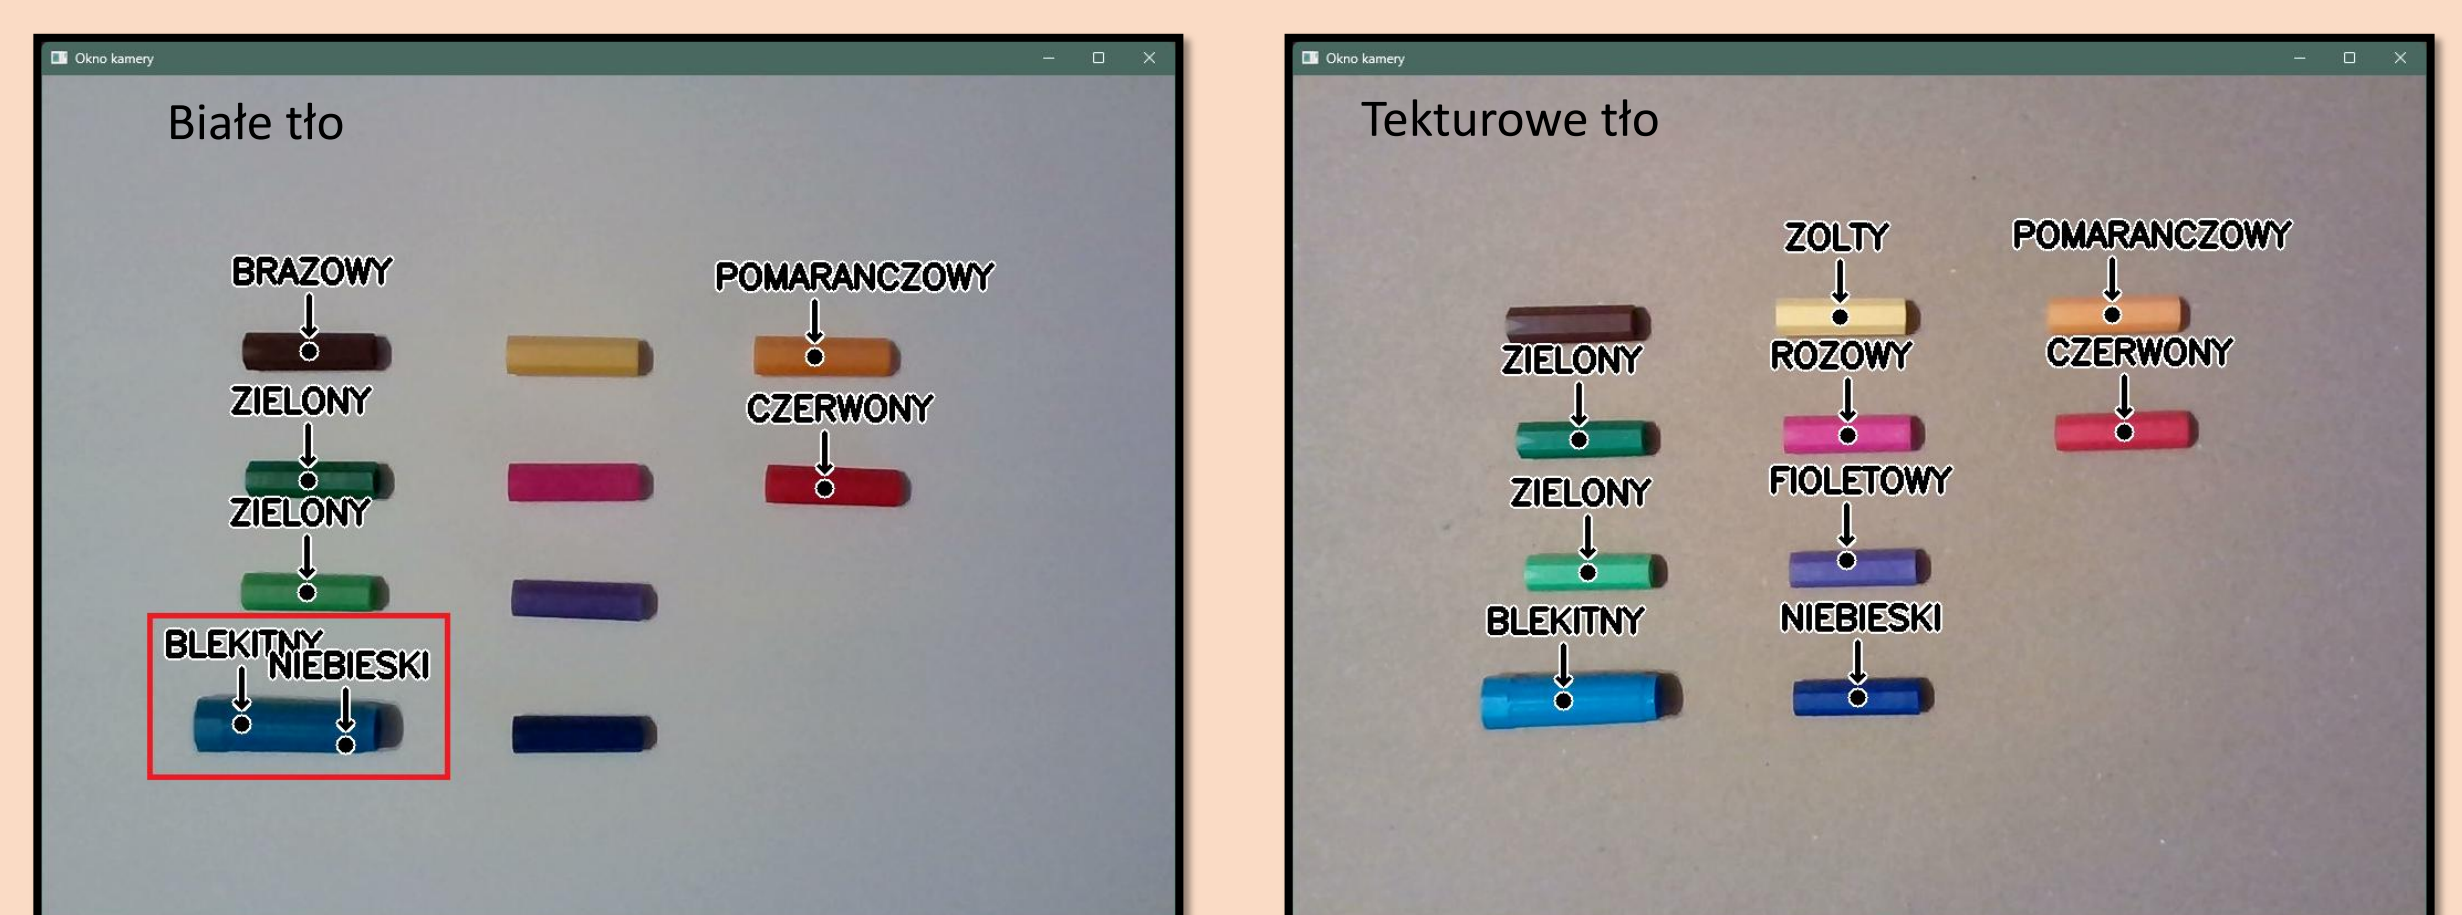 Okno kamery
Białe tło
BRAZOWY
POMARANCZOWY
ZIELONY
CZERWONY
ZIELONY
BLEKITNY
NIEBIESKI
Okno kamery
Tekturowe tło
ZOLTY
POMARANCZOWY
ZIELONY
ROZOWY
CZERWONY
ZIELONY
FIOLETOWY
BLEKITNY
NIEBIESKI